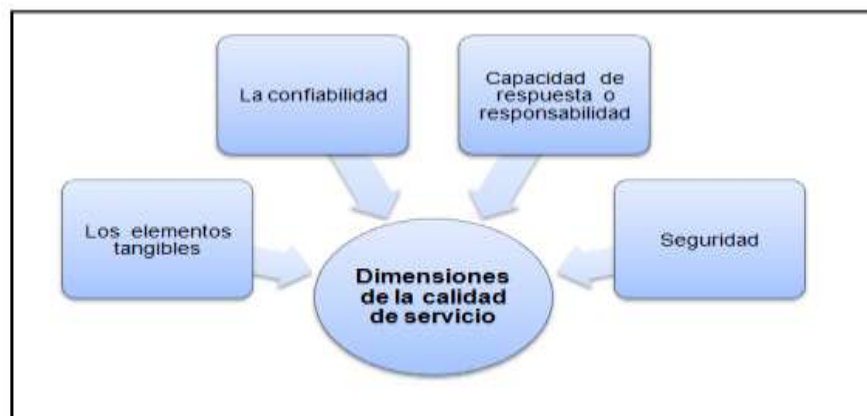 La confiabilidad
Capacidad de
respuesta o
responsabilidad
Los elementos
tangibles
Seguridad
Dimensiones
de la calidad
de servicio